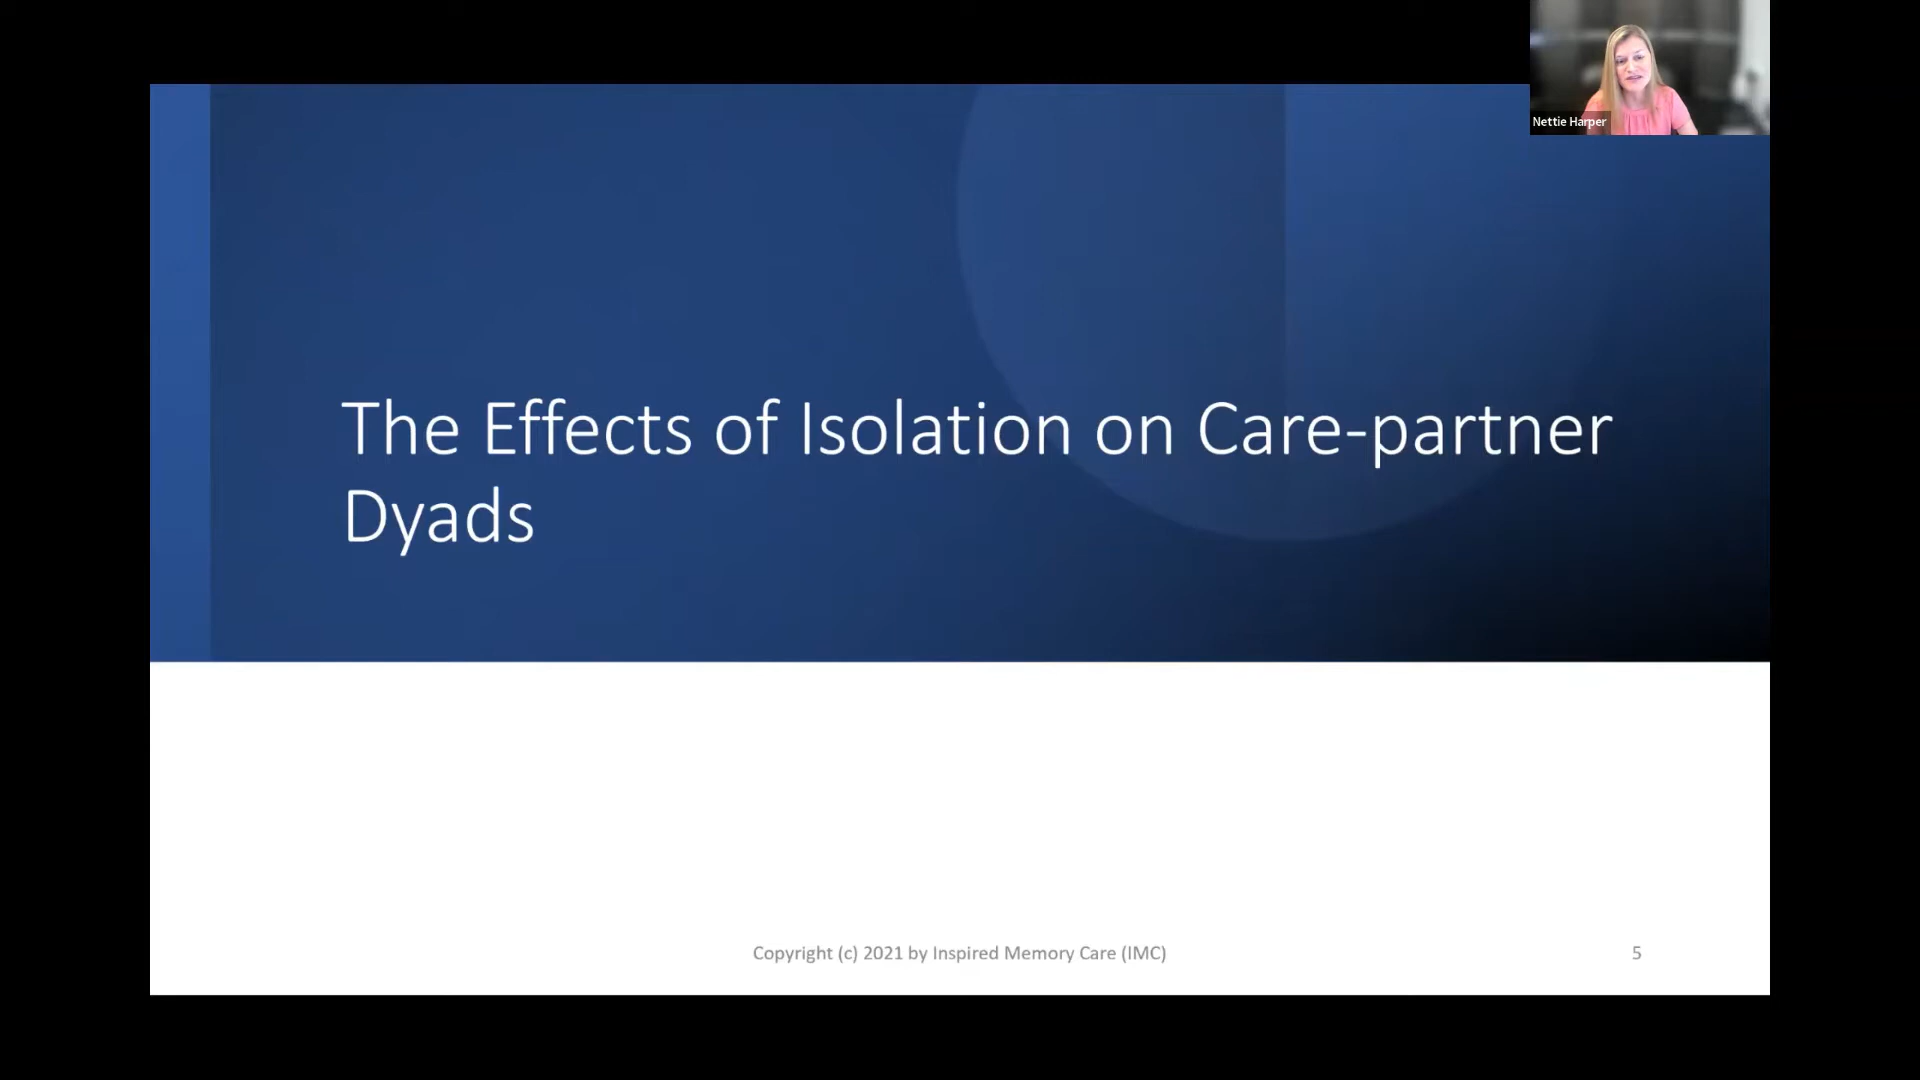 Nettie Harper
The Effects of Isolation on Care-partner
Dyads
Copyright (c) 2021 by Inspired Memory Care (IMC)
5